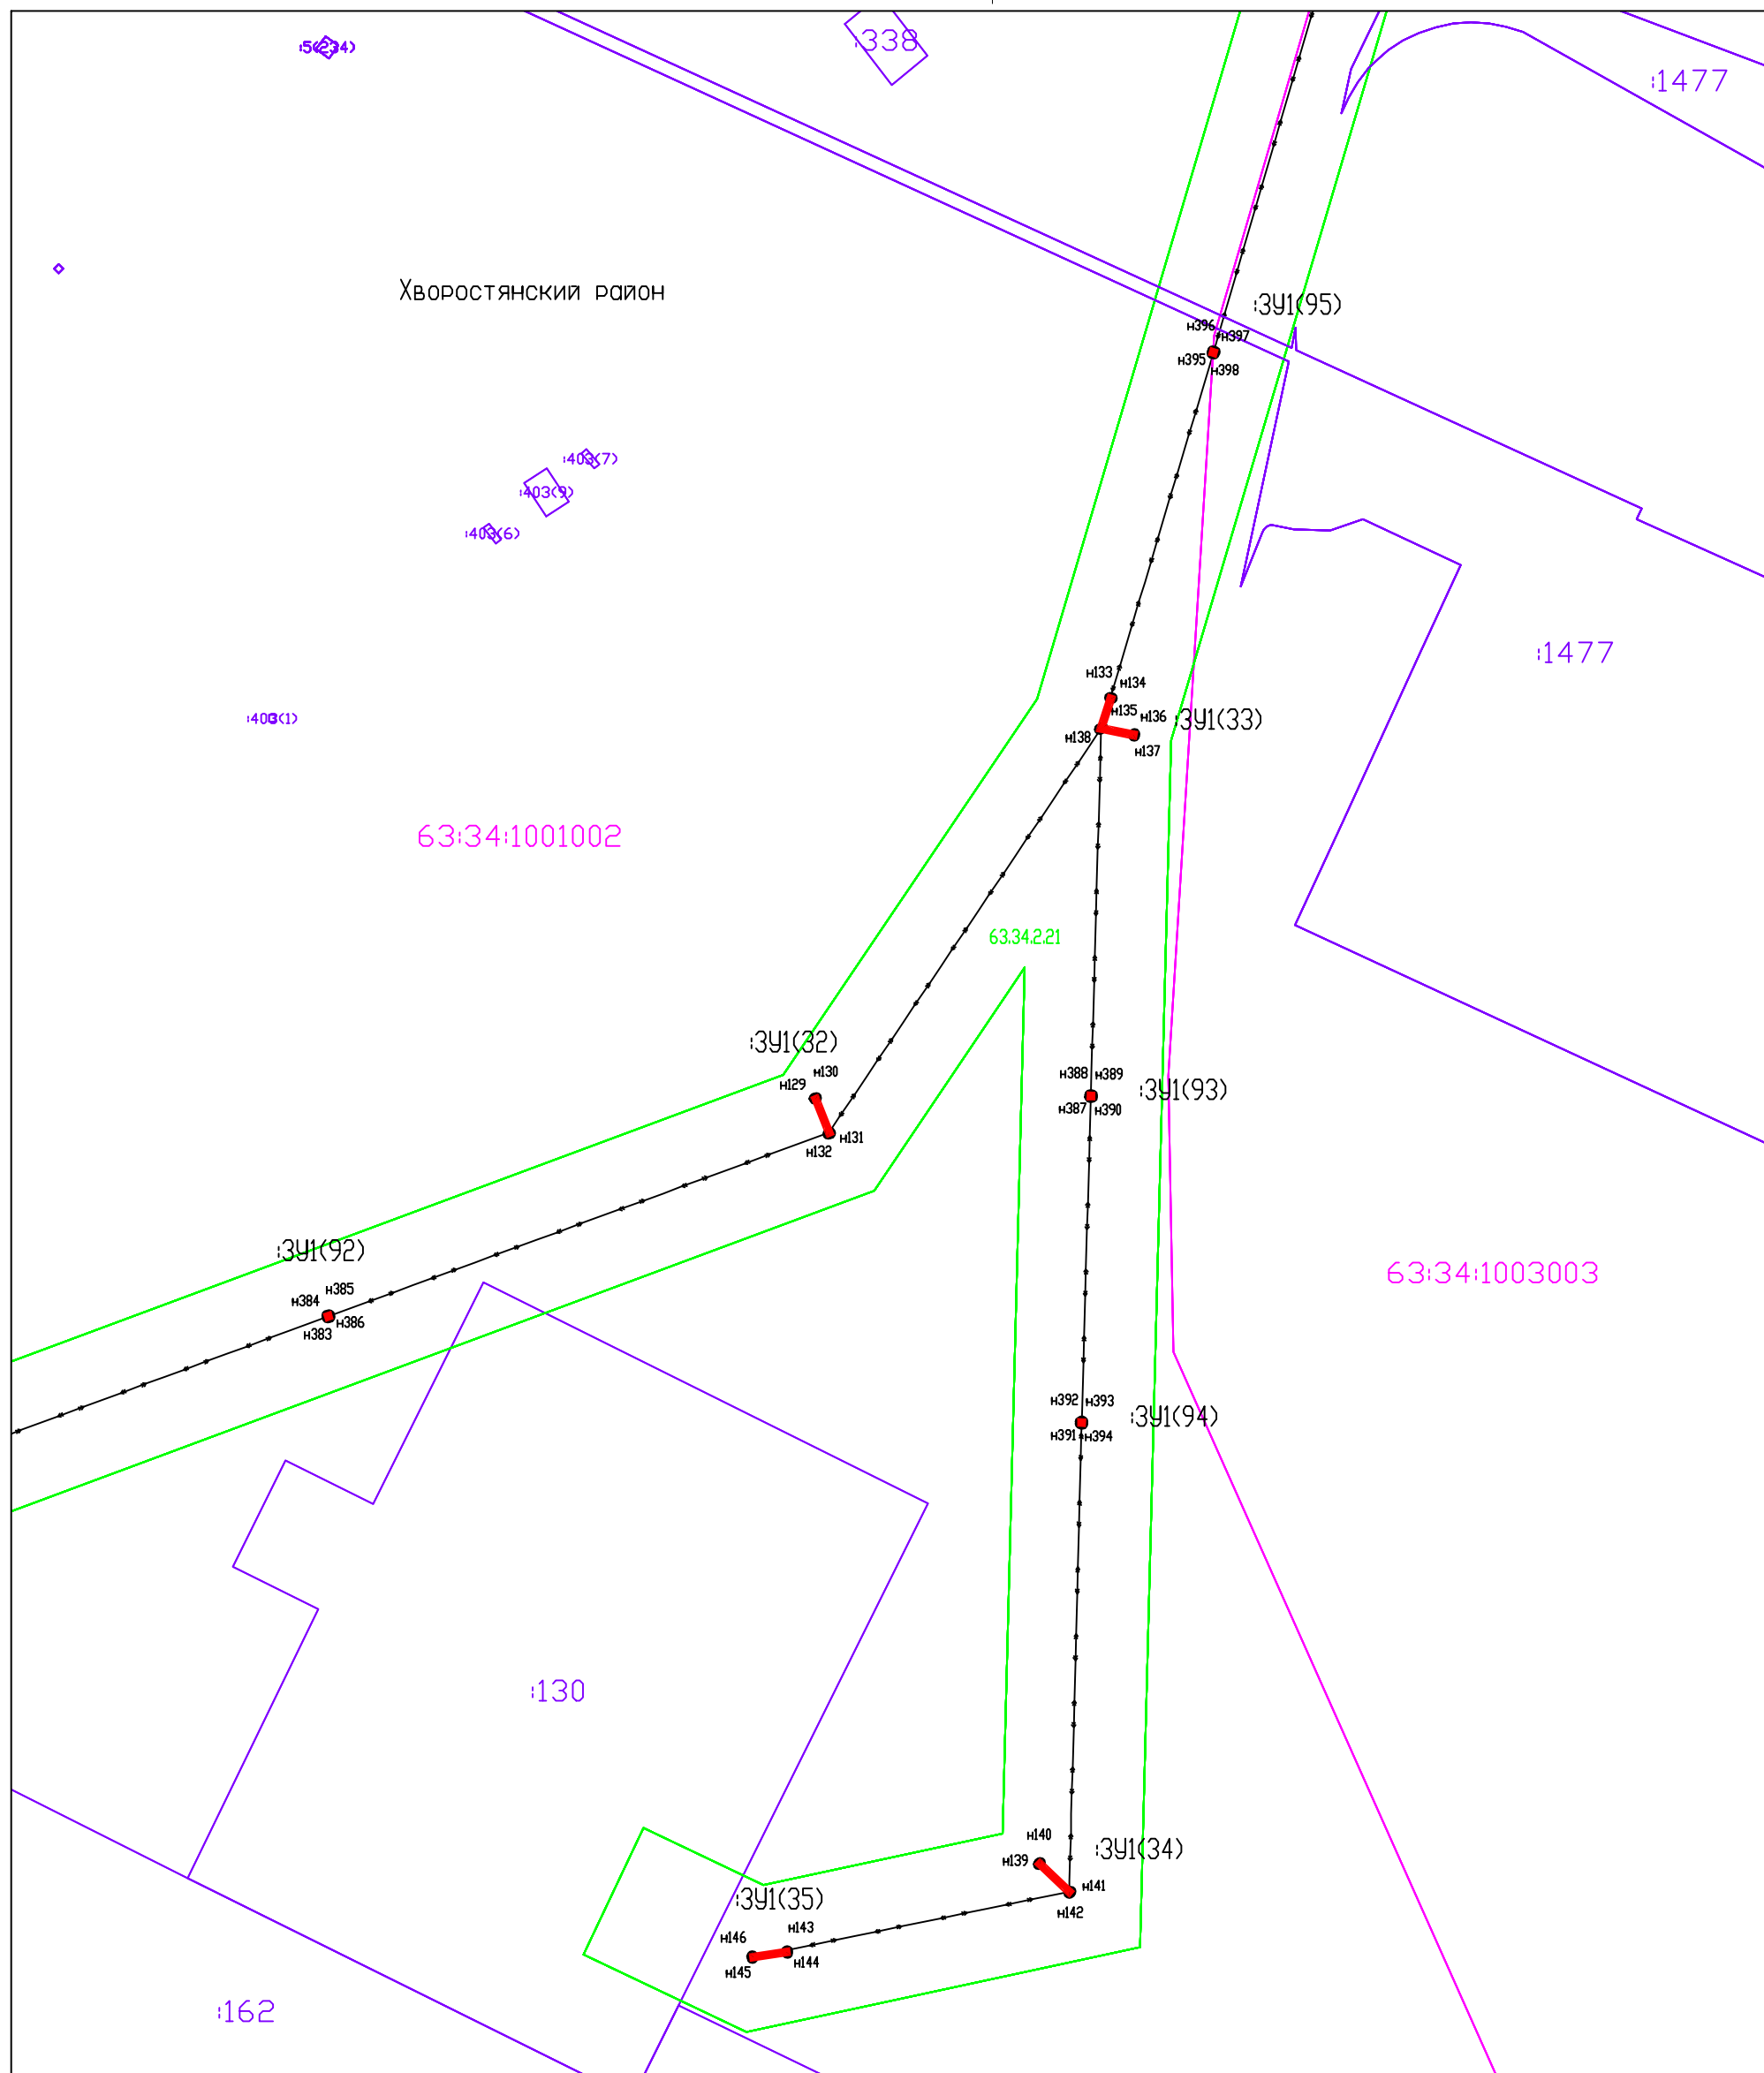 :5(234)
:338
:1477
Хворостянский район
:ЗУ1(95)
н396
н397
н395
н398
:403(7)
:403(9)
:403(6)
:1477
н133
н134
н135
н136
:ЗУ1(33)
н138
н137
:403(1)
63:34:1001002
63.34.2.21
:ЗУ1(32)
н130
н129
н131
н132
н388
н389
:ЗУ1(93)
н387
н390
:ЗУ1(92)
н385
н384
н386
н383
63:34:1003003
н392
н393
:ЗУ1(94)
н391
н394
:130
н140
:ЗУ1(34)
н139
н141
н142
:ЗУ1(35)
н143
н146
н144
н145
:162